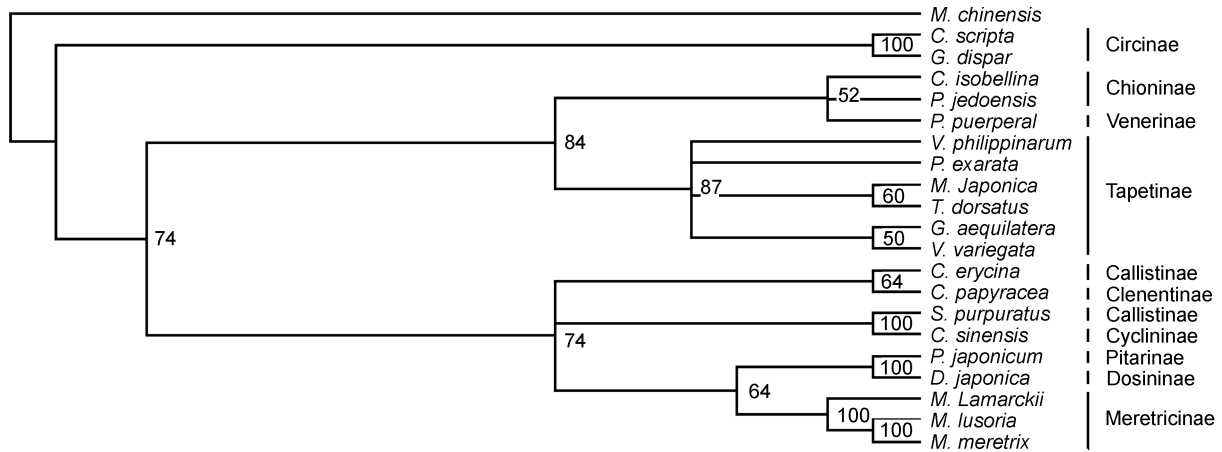 M. chinensis
C. scripta
100
Circinae
G. dispar
C. isobellina
52
Chioninae
P. jedoensis
P. puerperal
Venerinae
84
V. philippinarum
P. exarata
87
M. Japonica
Tapetinae
60
T. dorsatus
G. aequilatera
50
V. variegata
74
C. erycina
Callistinae
64
C. papyracea
Clenentinae
S. purpuratus
Callistinae
100
C. sinensis
Cyclininae
74
P. japonicum
Pitarinae
100
D. japonica
Dosininae
64
M. Lamarckii
100
M. lusoria
Meretricinae
100
M. meretrix